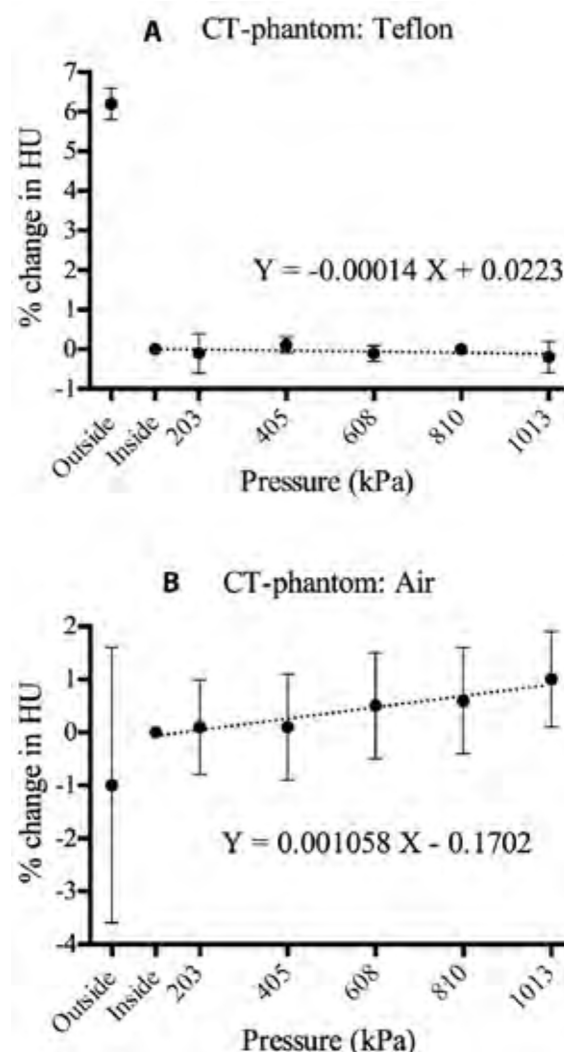 A CT-phantom: Teflon
7
6
5
4
3
2
1
0
-1
% change in HU
Y = -0.00014 X + 0.0223
Outside
Inside
203
405
608
810
1013
Pressure (kPa)
B CT-phantom: Air
2
1
0
-1
-2
-3
-4
% change in HU
Y = 0.001058 X - 0.1702
Outside
Inside
203
405
608
810
1013
Pressure (kPa)